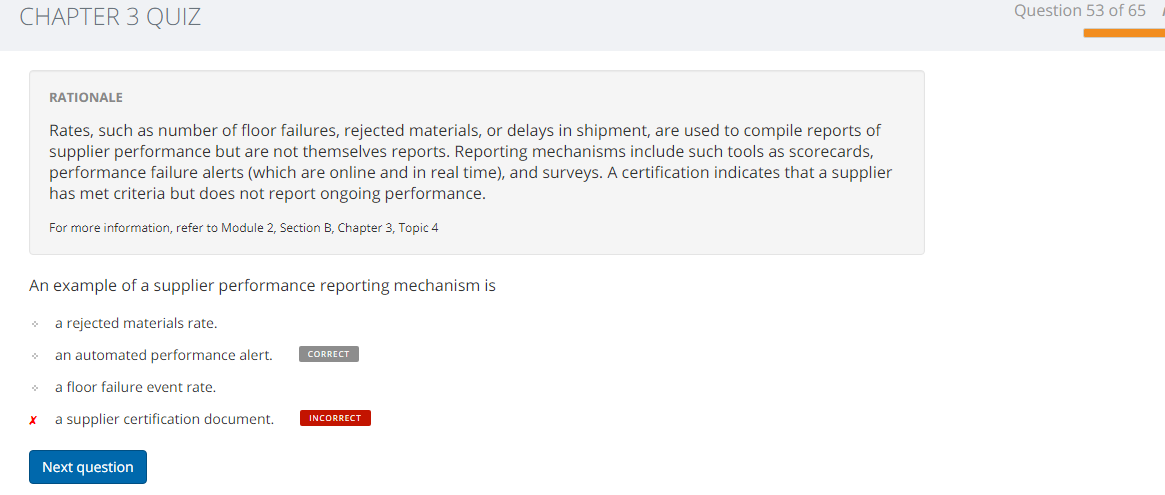 CHAPTER 3 QUIZ
Question 53 of 65
RATIONALE
Rates, such as number of floor failures, rejected materials, or delays in shipment, are used to compile reports of
supplier performance but are not themselves reports. Reporting mechanisms include such tools as scorecards,
performance failure alerts (which are online and in real time), and surveys. A certification indicates that a supplier
has met criteria but does not report ongoing performance.
For more information, refer to Module 2, Section B, Chapter 3, Topic 4
An example of a supplier performance reporting mechanism is
a rejected materials rate.
an automated performance alert. CORRECT
a floor failure event rate.
✗ a supplier certification document. INCORRECT
Next question